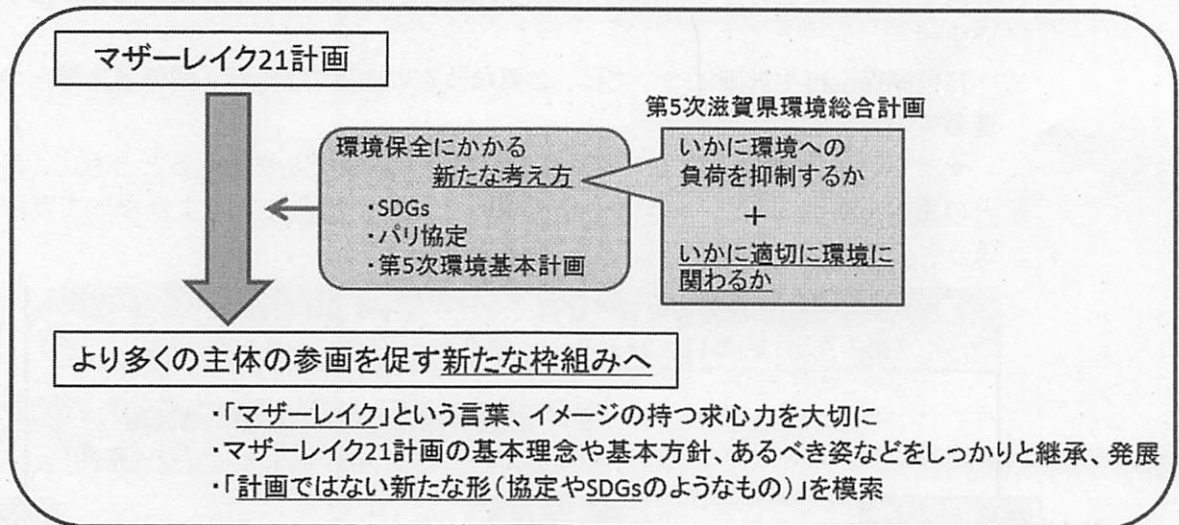 マザーレイク21計画
第5次滋賀県環境総合計画
環境保全にかかる
新たな考え方
・SDGs
・パリ協定
・第5次環境基本計画
いかに環境への
負荷を抑制するか
＋
いかに適切に環境に
関わるか
より多くの主体の参画を促す新たな枠組みへ
・「マザーレイク」という言葉、イメージの持つ求心力を大切に
・マザーレイク21計画の基本理念や基本方針、あるべき姿などをしっかりと継承、発展
・「計画ではない新たな形（協定やSDGsのようなもの）」を模索